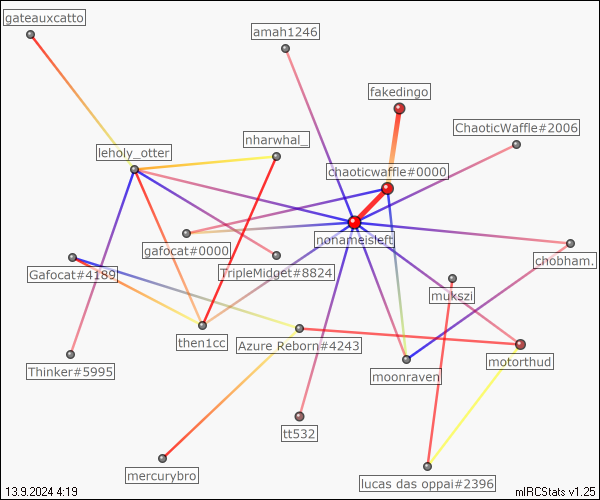 gateauxcatto
amah1246
fakedingo
ChaoticWaffle#2006
nharwhal_
leholy_otter
chaoticwaffle#0000
nonameisleft
gafocat#0000
chobham.
Gafocat#4189
TripleMidget#8824
mukszi
then1cc
Azure Reborn#4243
motorthud
Thinker#5995
moonraven
tt532
mercurybro
lucas das oppai#2396
13.9.2024 4:19
mIRCStats v1.25